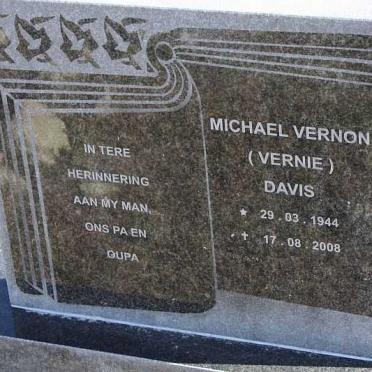 IN TERE
HERINNERING
AAN MY MAN,
ONS PA EN
OUPA
MICHAEL VERNON
( VERNIE )
DAVIS
★ 29 . 03 . 1944
✝ 17 . 08 . 2008